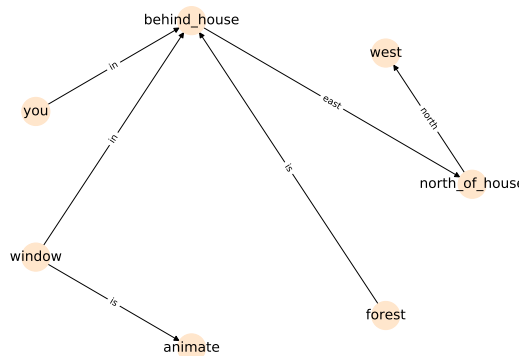 behind_house
west
in
east
you
north
in
is
north_of_house
window
is
forest
animate